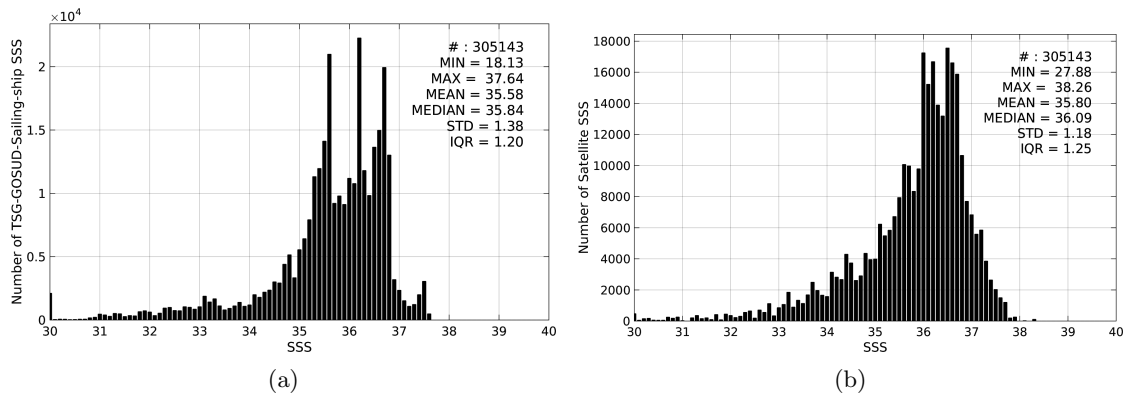 ×10⁴
Number of TSG-GOSUD-Sailing-ship SSS
2
1.5
1
0.5
0
# : 305143
MIN = 18.13
MAX = 37.64
MEAN = 35.58
MEDIAN = 35.84
STD = 1.38
IQR = 1.20
30 31 32 33 34 35 36 37 38 39 40
SSS
(a)
Number of Satellite SSS
18000
16000
14000
12000
10000
8000
6000
4000
2000
0
# : 305143
MIN = 27.88
MAX = 38.26
MEAN = 35.80
MEDIAN = 36.09
STD = 1.18
IQR = 1.25
30 31 32 33 34 35 36 37 38 39 40
SSS
(b)